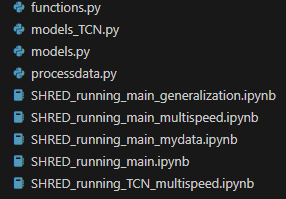 functions.py
models_TCN.py
models.py
processdata.py
SHRED_running_main_generalization.ipynb
SHRED_running_main_multispeed.ipynb
SHRED_running_main_mydata.ipynb
SHRED_running_main.ipynb
SHRED_running_TCN_multispeed.ipynb